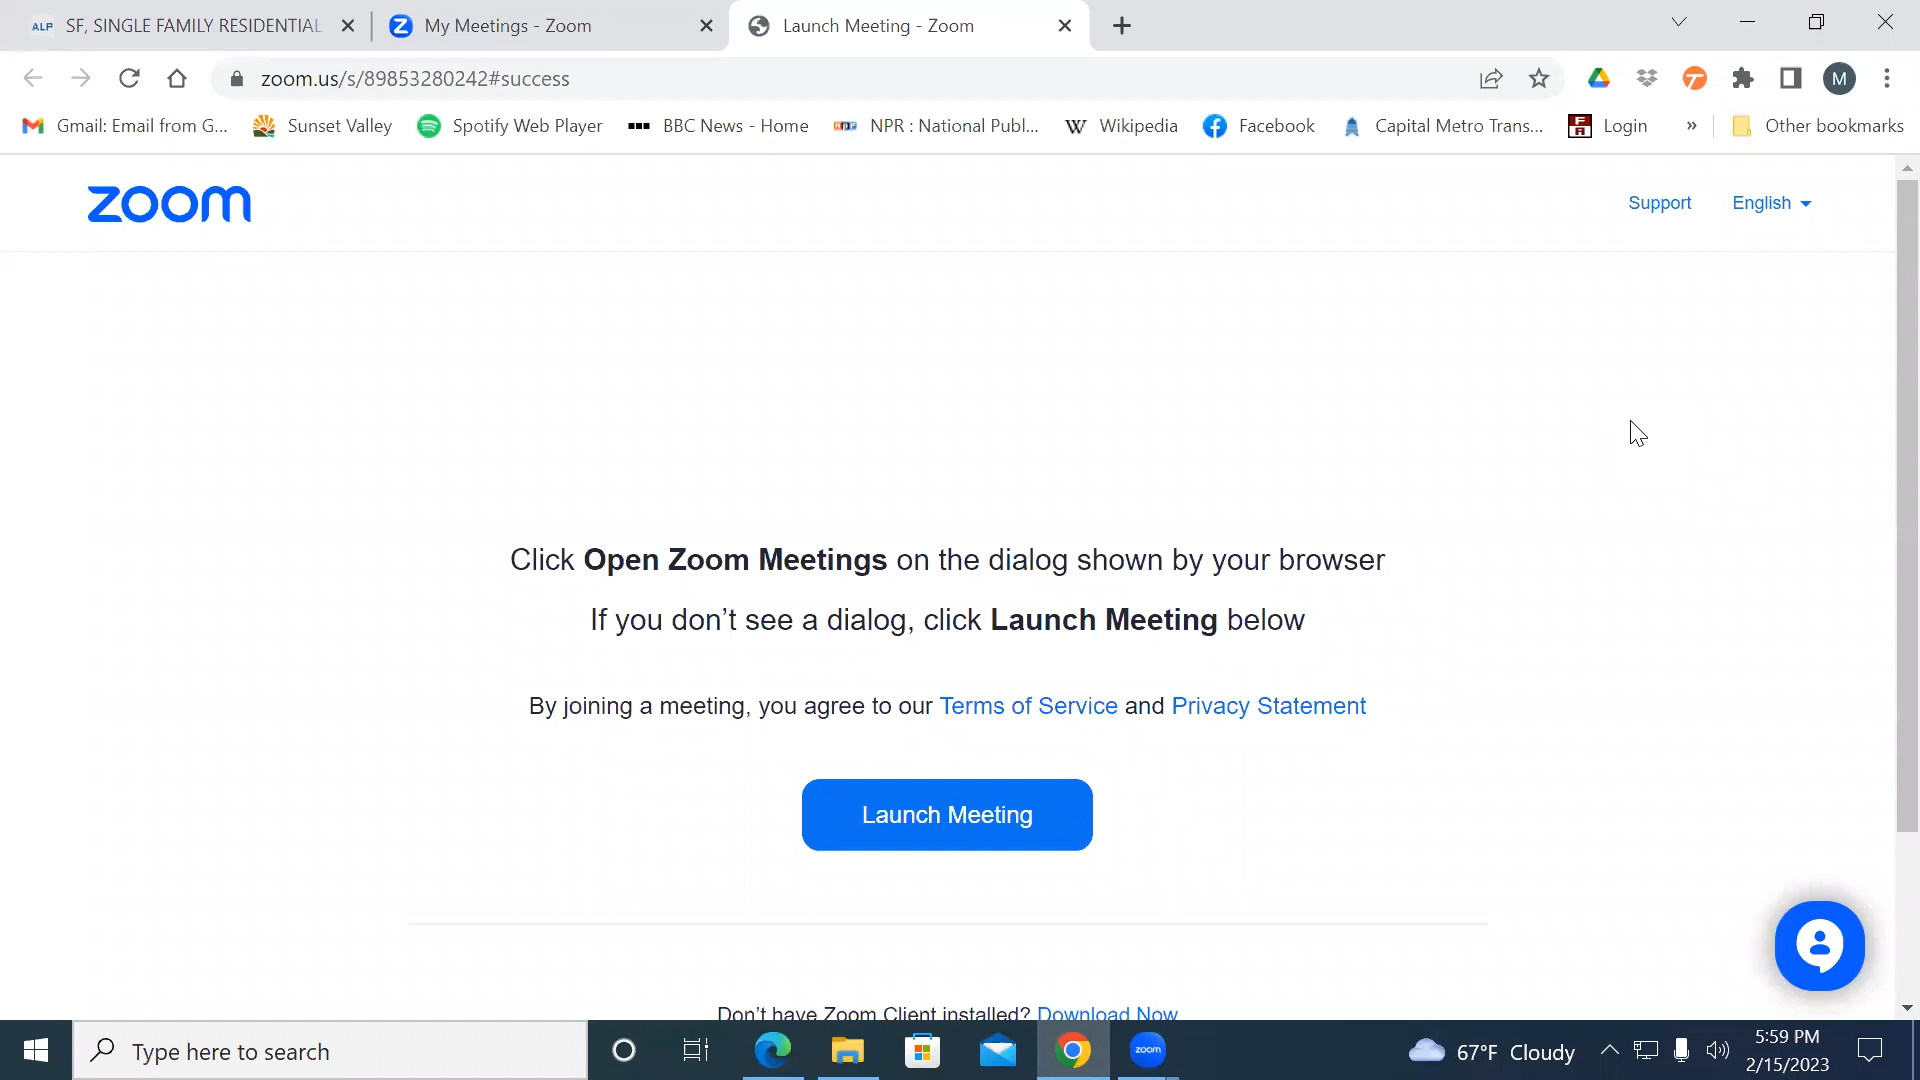 ALP SF, SINGLE FAMILY RESIDENTIAL My Meetings - Zoom Launch Meeting - Zoom
zoom.us/s/89853280242#success M
Gmail: Email from G... Sunset Valley Spotify Web Player BBC News - Home NPR : National Publ... W Wikipedia Facebook Capital Metro Trans... FA Login » Other bookmarks
zoom Support English
Click Open Zoom Meetings on the dialog shown by your browser
If you don’t see a dialog, click Launch Meeting below
By joining a meeting, you agree to our Terms of Service and Privacy Statement
Launch Meeting
Don't have Zoom Client installed? Download Now
Type here to search zoom 67°F Cloudy 5:59 PM
2/15/2023